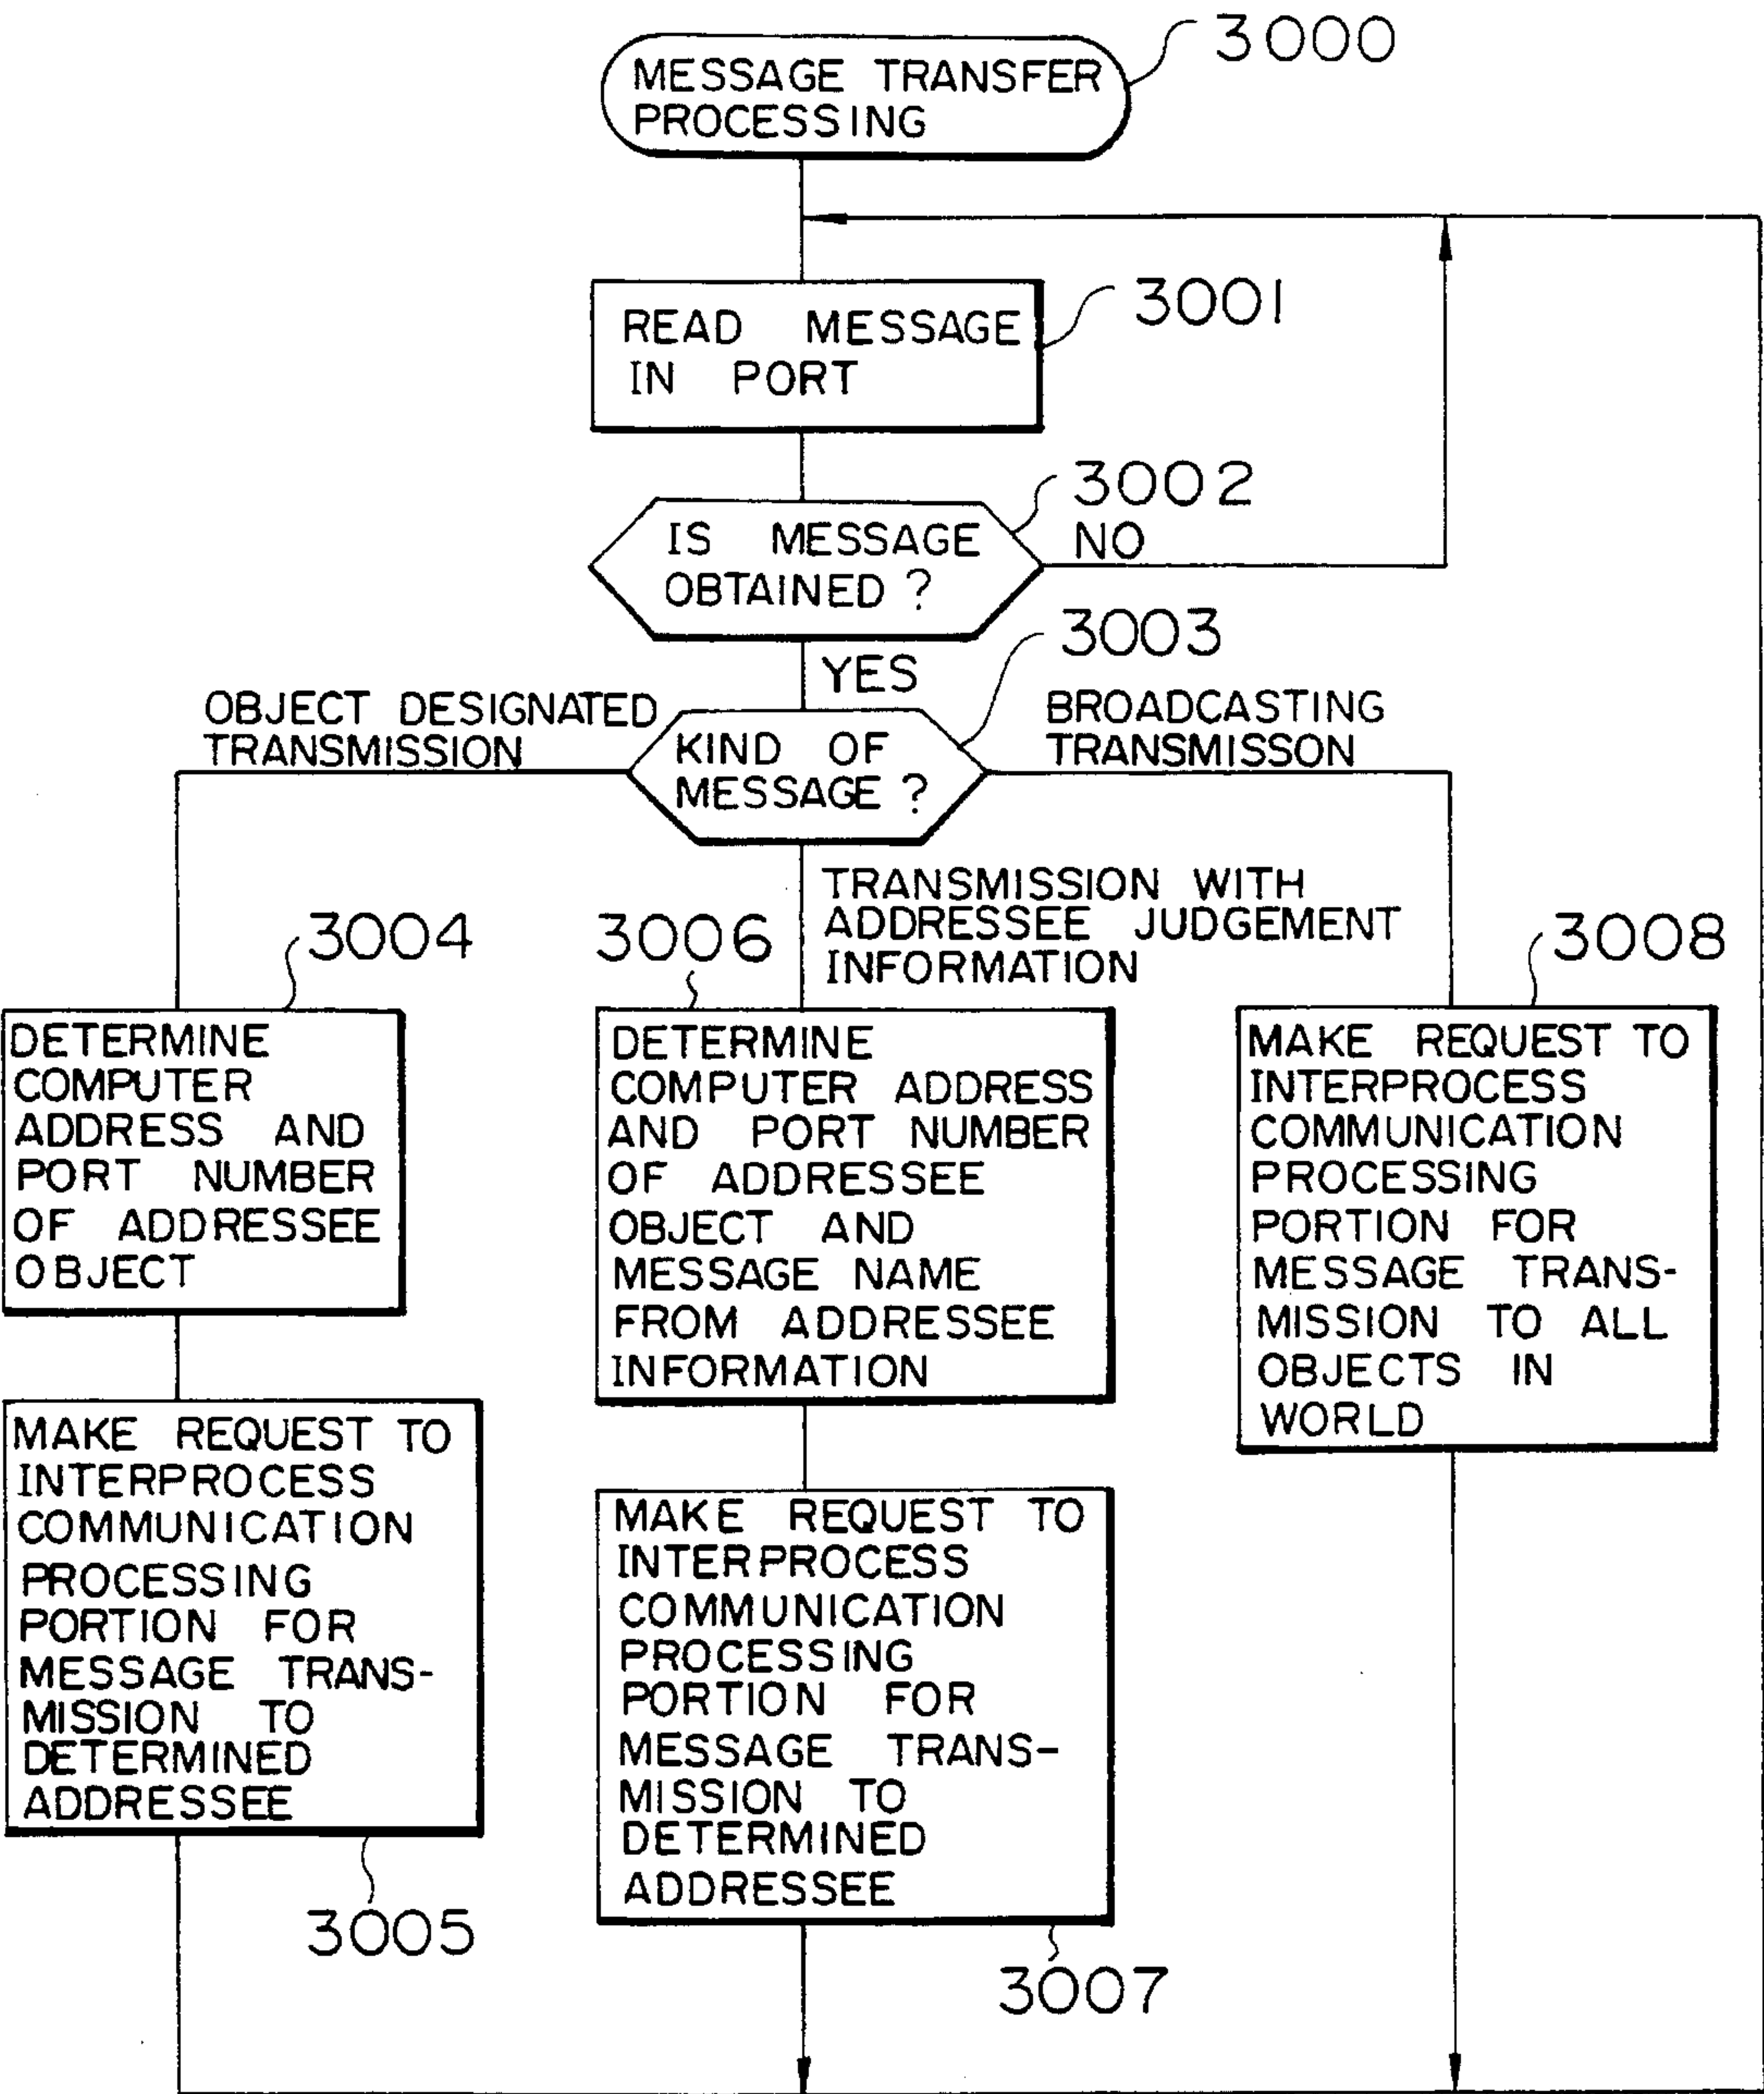 3000
MESSAGE TRANSFER
PROCESSING
3001
READ MESSAGE
IN PORT
3002
IS MESSAGE
OBTAINED ?
NO
3003
YES
OBJECT DESIGNATED
TRANSMISSION
KIND OF
MESSAGE ?
BROADCASTING
TRANSMISSON
TRANSMISSION WITH
ADDRESSEE JUDGEMENT
INFORMATION
3004
DETERMINE
COMPUTER
ADDRESS AND
PORT NUMBER
OF ADDRESSEE
OBJECT
MAKE REQUEST TO
INTERPROCESS
COMMUNICATION
PROCESSING
PORTION FOR
MESSAGE TRANS-
MISSION TO
DETERMINED
ADDRESSEE
3005
3006
DETERMINE
COMPUTER ADDRESS
AND PORT NUMBER
OF ADDRESSEE
OBJECT AND
MESSAGE NAME
FROM ADDRESSEE
INFORMATION
MAKE REQUEST TO
INTERPROCESS
COMMUNICATION
PROCESSING
PORTION FOR
MESSAGE TRANS-
MISSION TO
DETERMINED
ADDRESSEE
3007
3008
MAKE REQUEST TO
INTERPROCESS
COMMUNICATION
PROCESSING
PORTION FOR
MESSAGE TRANS-
MISSION TO ALL
OBJECTS IN
WORLD